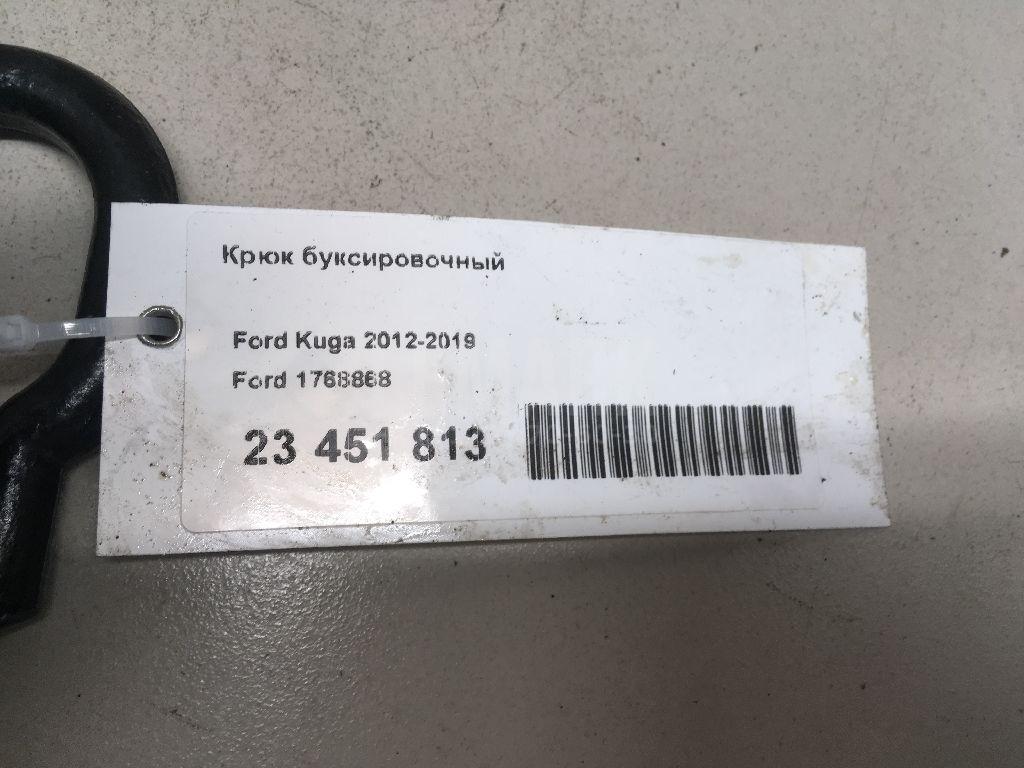 Крюк буксировочный
Ford Kuga 2012-2019
Ford 1768868
23 451 813